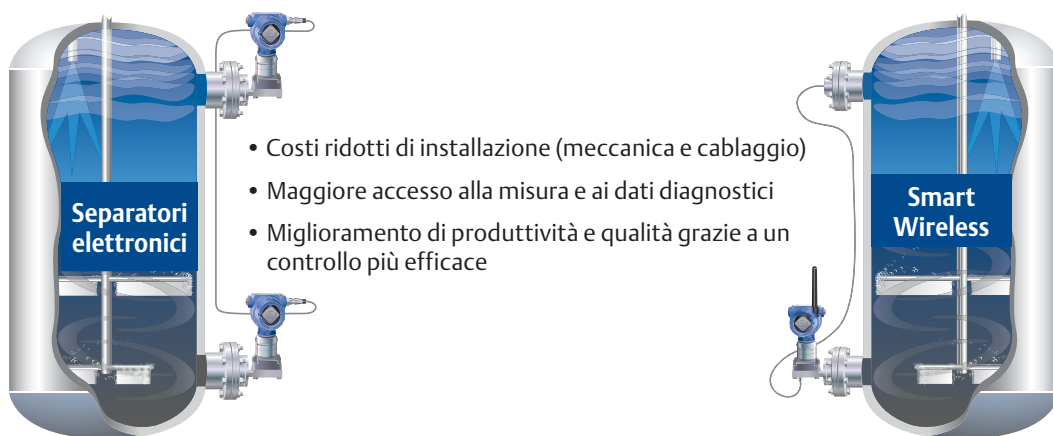 • Costi ridotti di installazione (meccanica e cablaggio)
• Maggiore accesso alla misura e ai dati diagnostici
• Miglioramento di produttività e qualità grazie a un
controllo più efficace
Separatori
elettronici
Smart
Wireless